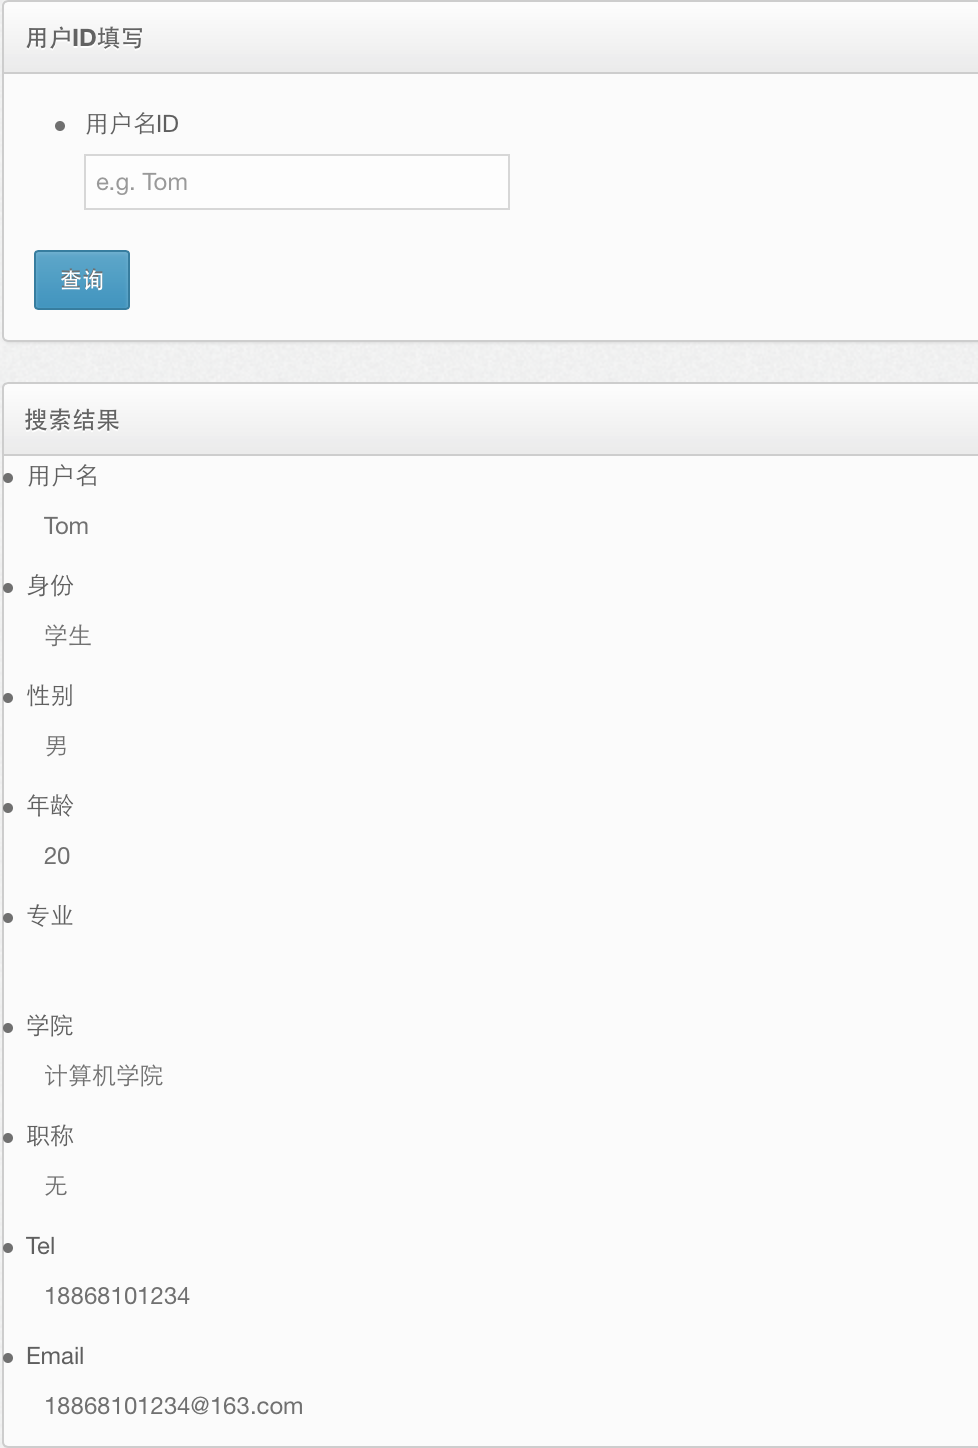 用户ID填写
用户名ID
e.g. Tom
查询
搜索结果
用户名
Tom
身份
学生
性别
男
年龄
20
专业
学院
计算机学院
职称
无
Tel
18868101234
Email
18868101234@163.com